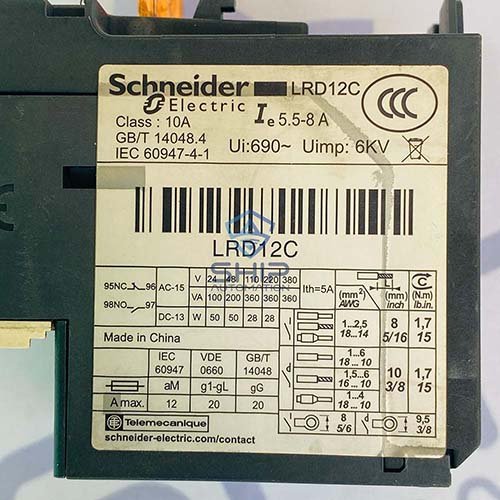 Schneider LRD12C
Electric Ie 5.5-8 A
CCC
Class : 10A
GB/T 14048.4
IEC 60947-4-1
Ui:690~ Uimp: 6KV
LRD12C
SHIP
AUTOMATION
95NC 96
98NO 97
AC-15 V 24 48 110 220 380
VA 100 200 360 360 360
DC-13 W 50 50 28 28
Ith=5A
Made in China
IEC 60947 VDE 0660 GB/T 14048
aM g1-gL gG
A max. 12 20 20
(mm²) AWG L (mm) inch C (N.m) lb.in.
1...2,5 8 1,7
18...14 5/16 15
d 1...6
18...10
1,5...6 10 1,7
16...10 3/8 15
1...4
18...10
d 8 9,5
5/6 3/8
Telemecanique
schneider-electric.com/contact